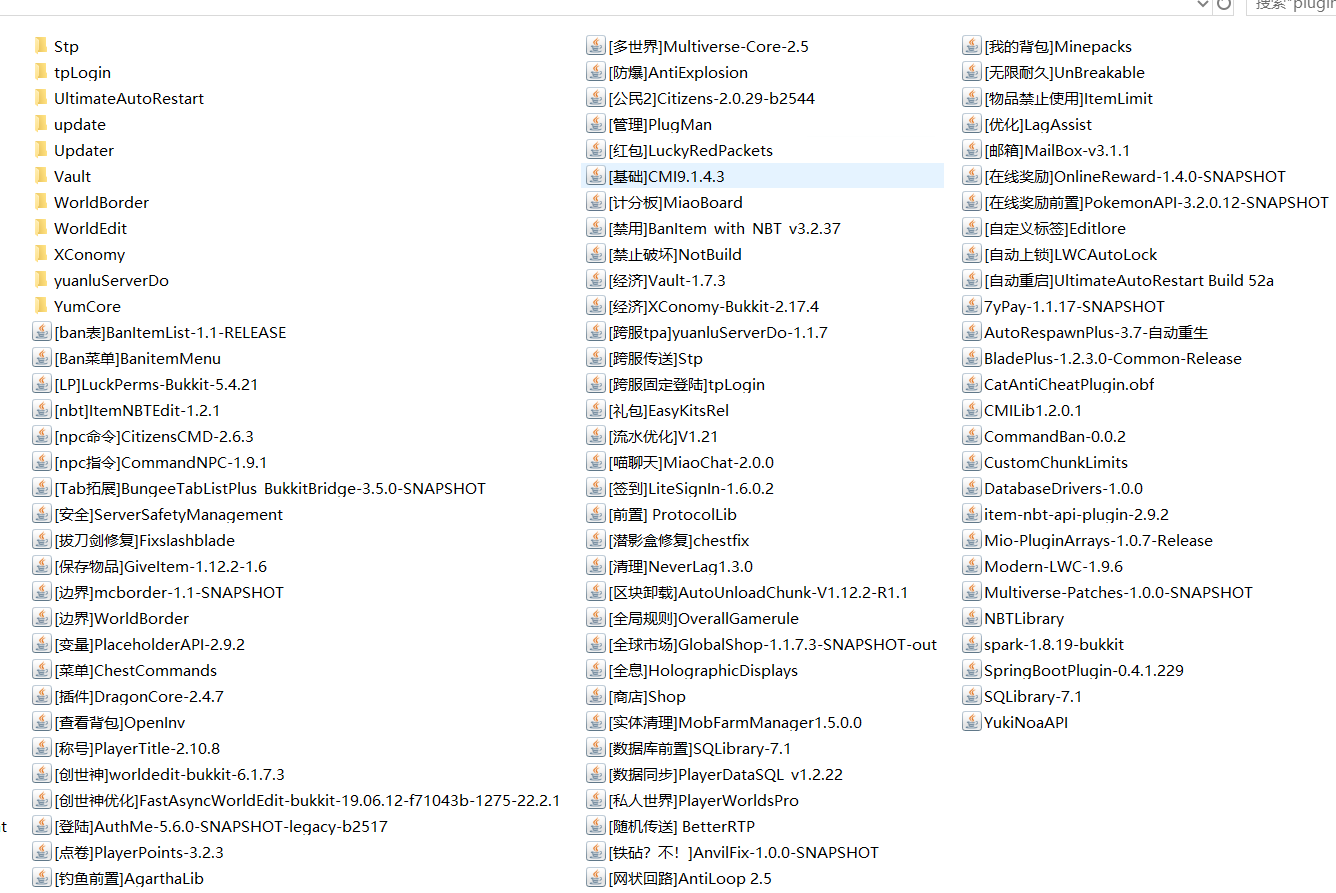 搜索"plugin
Stp
tpLogin
UltimateAutoRestart
update
Updater
Vault
WorldBorder
WorldEdit
XConomy
yuanluServerDo
YumCore
[ban表]BanItemList-1.1-RELEASE
[Ban菜单]BanitemMenu
[LP]LuckPerms-Bukkit-5.4.21
[nbt]ItemNBTEdit-1.2.1
[npc命令]CitizensCMD-2.6.3
[npc指令]CommandNPC-1.9.1
[Tab拓展]BungeeTabListPlus_BukkitBridge-3.5.0-SNAPSHOT
[安全]ServerSafetyManagement
[拔刀剑修复]Fixslashblade
[保存物品]GiveItem-1.12.2-1.6
[边界]mcborder-1.1-SNAPSHOT
[边界]WorldBorder
[变量]PlaceholderAPI-2.9.2
[菜单]ChestCommands
[插件]DragonCore-2.4.7
[查看背包]OpenInv
[称号]PlayerTitle-2.10.8
[创世神]worldedit-bukkit-6.1.7.3
[创世神优化]FastAsyncWorldEdit-bukkit-19.06.12-f71043b-1275-22.2.1
t
[登陆]AuthMe-5.6.0-SNAPSHOT-legacy-b2517
[点卷]PlayerPoints-3.2.3
[钓鱼前置]AgarthaLib
[多世界]Multiverse-Core-2.5
[防爆]AntiExplosion
[公民2]Citizens-2.0.29-b2544
[管理]PlugMan
[红包]LuckyRedPackets
[基础]CMI9.1.4.3
[计分板]MiaoBoard
[禁用]BanItem_with_NBT_v3.2.37
[禁止破坏]NotBuild
[经济]Vault-1.7.3
[经济]XConomy-Bukkit-2.17.4
[跨服tpa]yuanluServerDo-1.1.7
[跨服传送]Stp
[跨服固定登陆]tpLogin
[礼包]EasyKitsRel
[流水优化]V1.21
[喵聊天]MiaoChat-2.0.0
[签到]LiteSignIn-1.6.0.2
[前置] ProtocolLib
[潜影盒修复]chestfix
[清理]NeverLag1.3.0
[区块卸载]AutoUnloadChunk-V1.12.2-R1.1
[全局规则]OverallGamerule
[全球市场]GlobalShop-1.1.7.3-SNAPSHOT-out
[全息]HolographicDisplays
[商店]Shop
[实体清理]MobFarmManager1.5.0.0
[数据库前置]SQLibrary-7.1
[数据同步]PlayerDataSQL_v1.2.22
[私人世界]PlayerWorldsPro
[随机传送] BetterRTP
[铁砧？不！]AnvilFix-1.0.0-SNAPSHOT
[网状回路]AntiLoop 2.5
[我的背包]Minepacks
[无限耐久]UnBreakable
[物品禁止使用]ItemLimit
[优化]LagAssist
[邮箱]MailBox-v3.1.1
[在线奖励]OnlineReward-1.4.0-SNAPSHOT
[在线奖励前置]PokemonAPI-3.2.0.12-SNAPSHOT
[自定义标签]Editlore
[自动上锁]LWCAutoLock
[自动重启]UltimateAutoRestart Build 52a
7yPay-1.1.17-SNAPSHOT
AutoRespawnPlus-3.7-自动重生
BladePlus-1.2.3.0-Common-Release
CatAntiCheatPlugin.obf
CMILib1.2.0.1
CommandBan-0.0.2
CustomChunkLimits
DatabaseDrivers-1.0.0
item-nbt-api-plugin-2.9.2
Mio-PluginArrays-1.0.7-Release
Modern-LWC-1.9.6
Multiverse-Patches-1.0.0-SNAPSHOT
NBTLibrary
spark-1.8.19-bukkit
SpringBootPlugin-0.4.1.229
SQLibrary-7.1
YukiNoaAPI